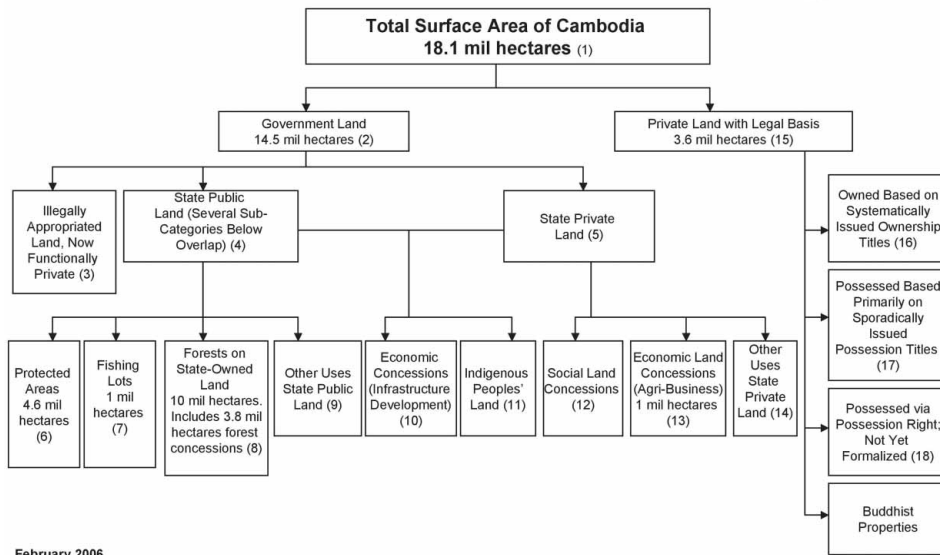 Total Surface Area of Cambodia
18.1 mil hectares (1)
Government Land
14.5 mil hectares (2)
Private Land with Legal Basis
3.6 mil hectares (15)
Illegally
Appropriated
Land, Now
Functionally
Private (3)
State Public
Land (Several Sub-
Categories Below
Overlap) (4)
State Private
Land (5)
Owned Based on
Systematically
Issued Ownership
Titles (16)
Possessed Based
Primarily on
Sporadically
Issued
Possession Titles
(17)
Possessed via
Possession Right;
Not Yet
Formalized (18)
Buddhist
Properties
Protected
Areas
4.6 mil
hectares
(6)
Fishing
Lots
1 mil
hectares
(7)
Forests on
State-Owned
Land
10 mil hectares.
Includes 3.8 mil
hectares forest
concessions (8)
Other Uses
State Public
Land (9)
Economic
Concessions
(Infrastructure
Development)
(10)
Indigenous
Peoples'
Land (11)
Social Land
Concessions
(12)
Economic Land
Concessions
(Agri-Business)
1 mil hectares
(13)
Other
Uses
State
Private
Land (14)
February 2006